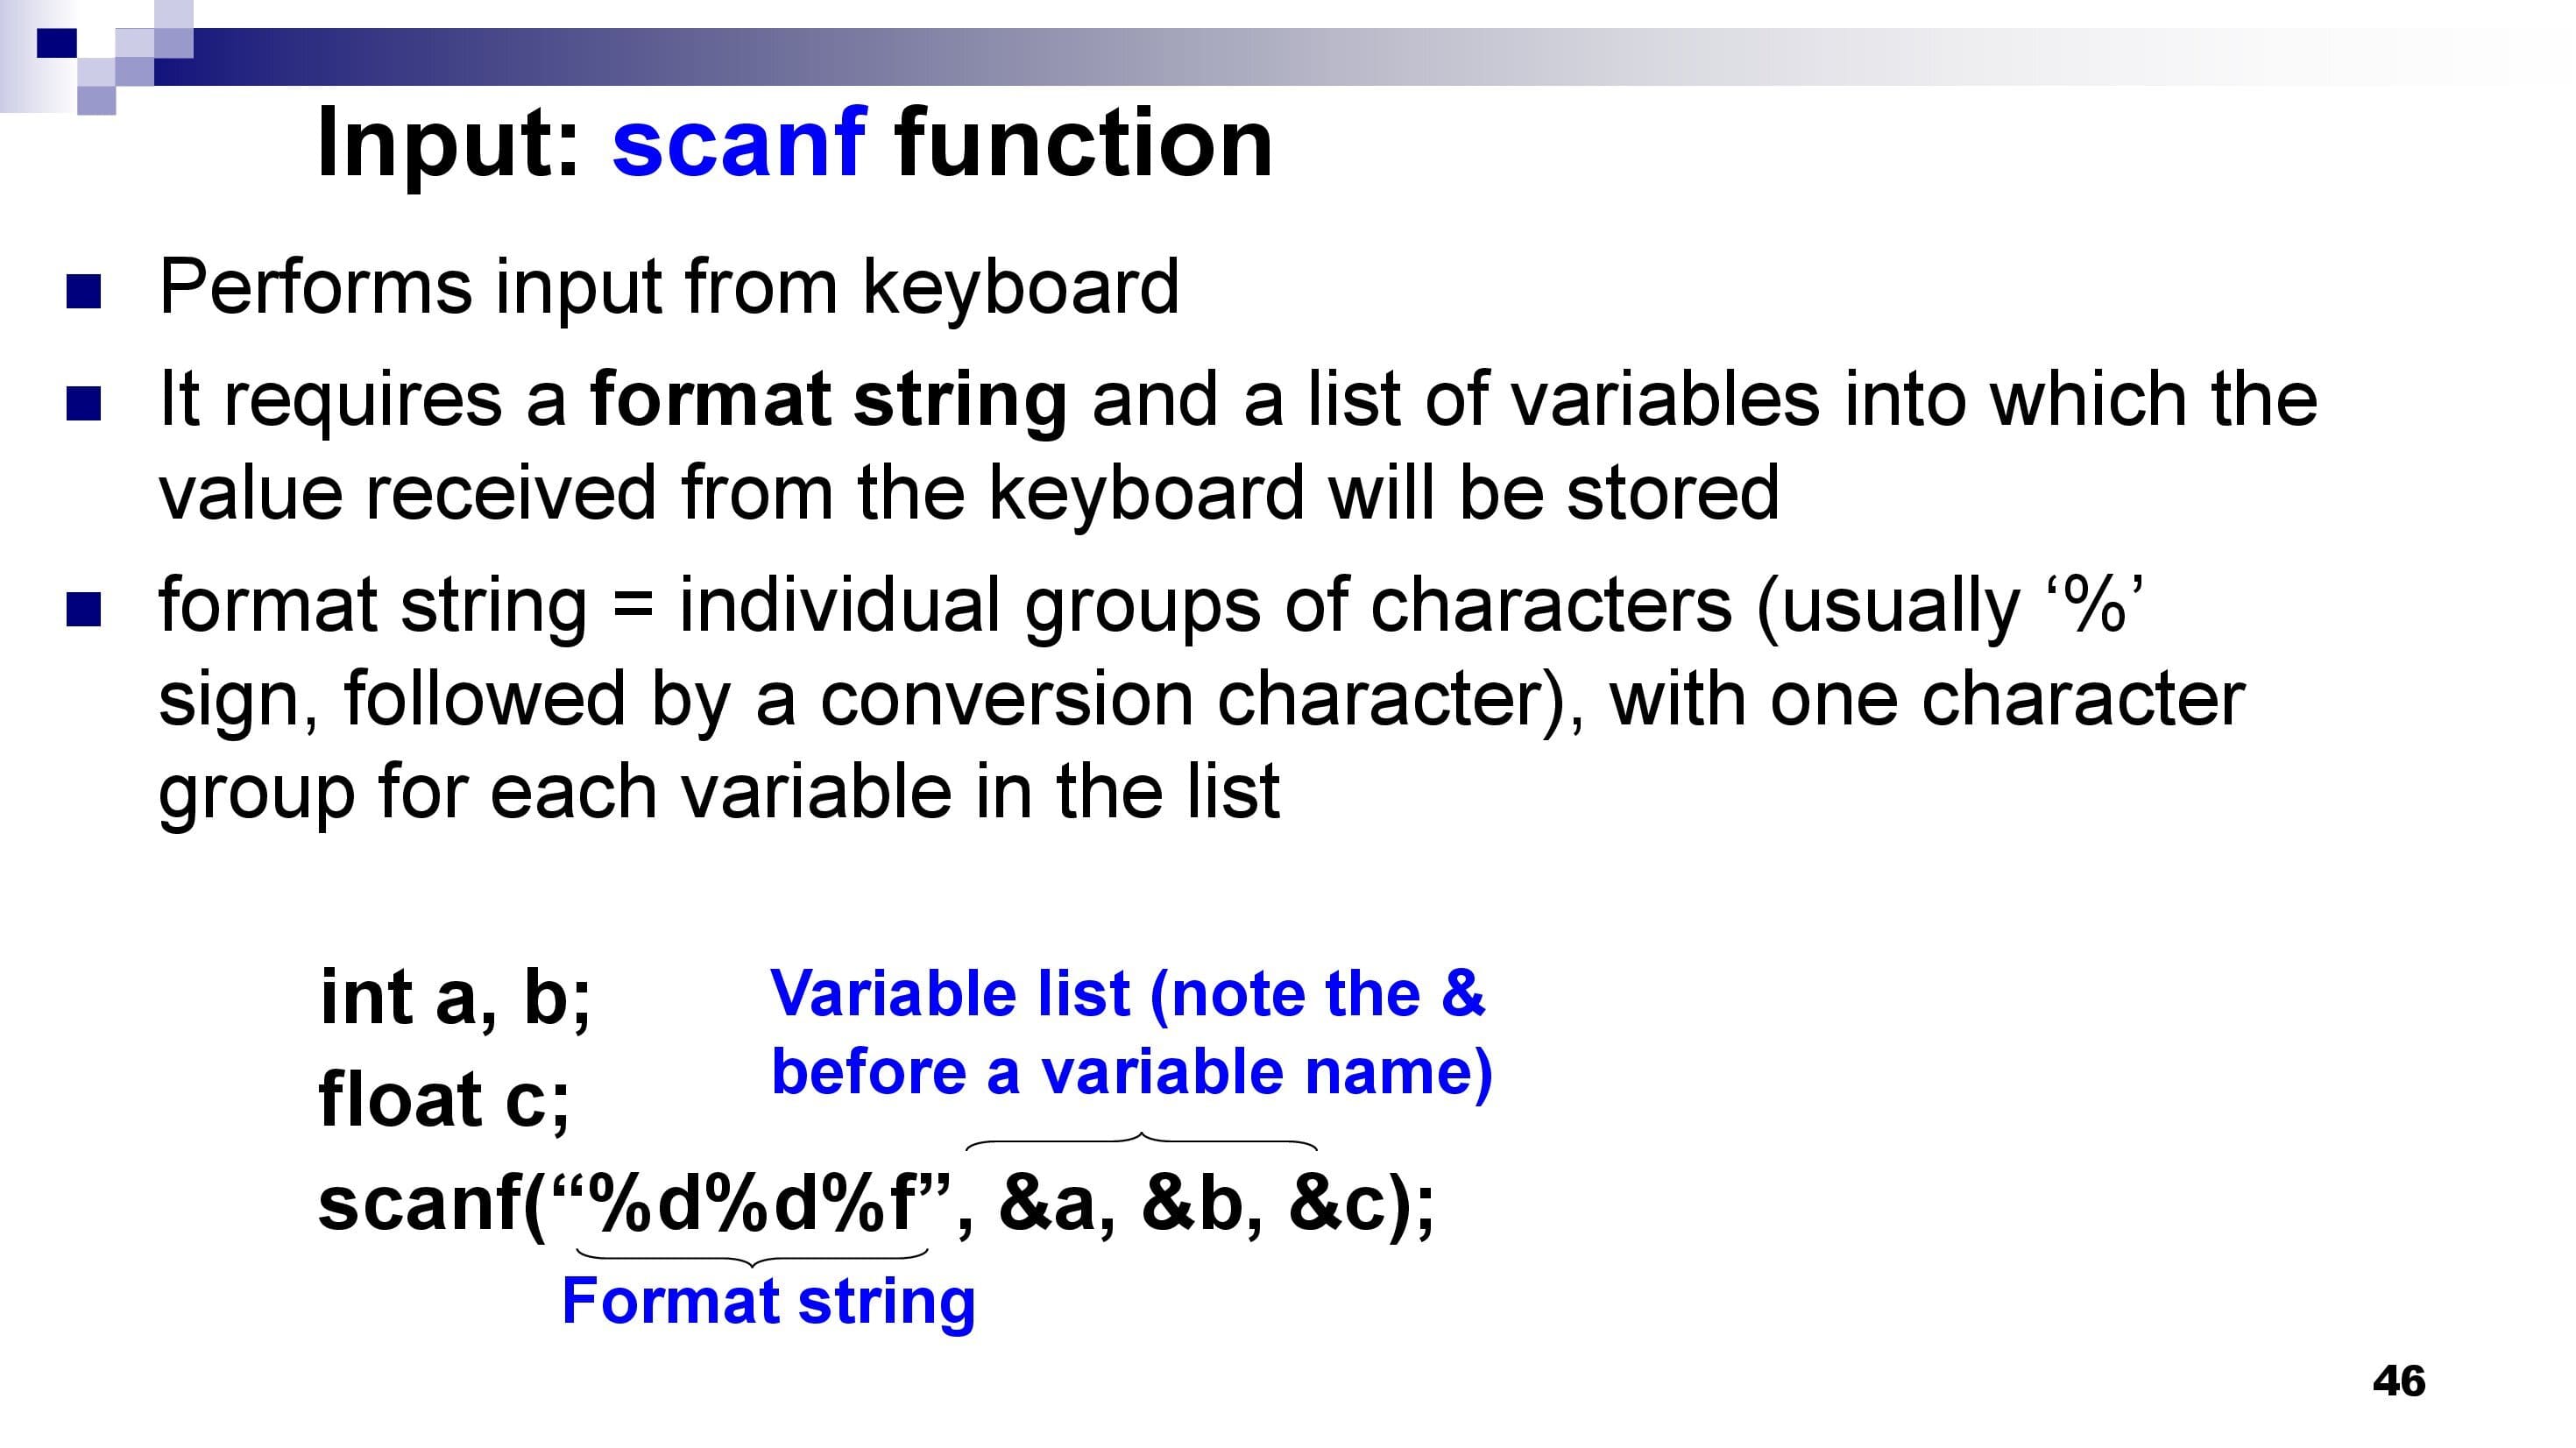 Input: scanf function
Performs input from keyboard
It requires a format string and a list of variables into which the
value received from the keyboard will be stored
format string = individual groups of characters (usually ‘%’
sign, followed by a conversion character), with one character
group for each variable in the list
int a, b;
float c;
Variable list (note the &
before a variable name)
scanf(“%d%d%f”, &a, &b, &c);
Format string
46